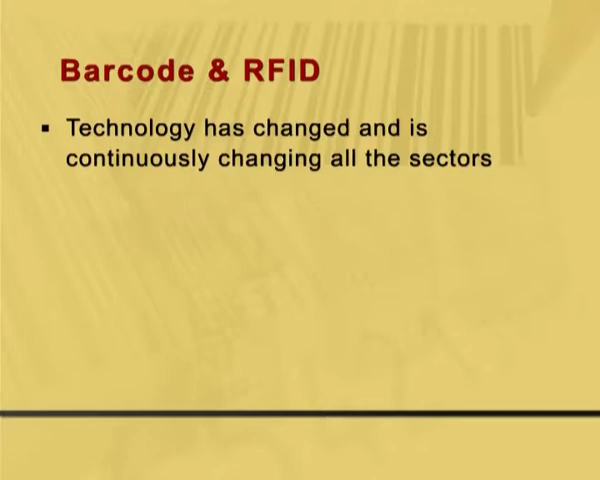 Barcode & RFID
▪ Technology has changed and is
continuously changing all the sectors